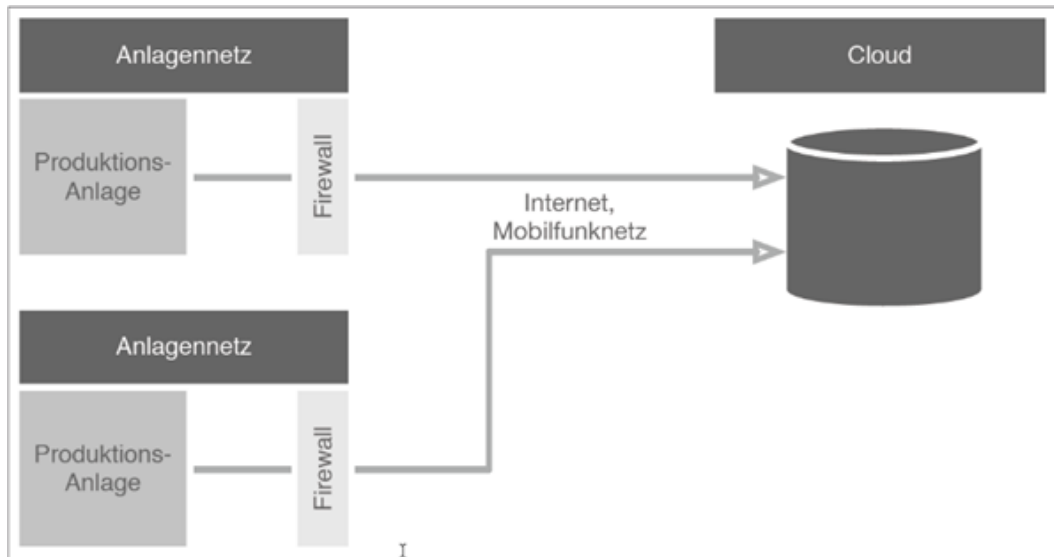 Anlagennetz
Cloud
Produktions-
Anlage
Firewall
Internet,
Mobilfunknetz
Anlagennetz
Produktions-
Anlage
Firewall